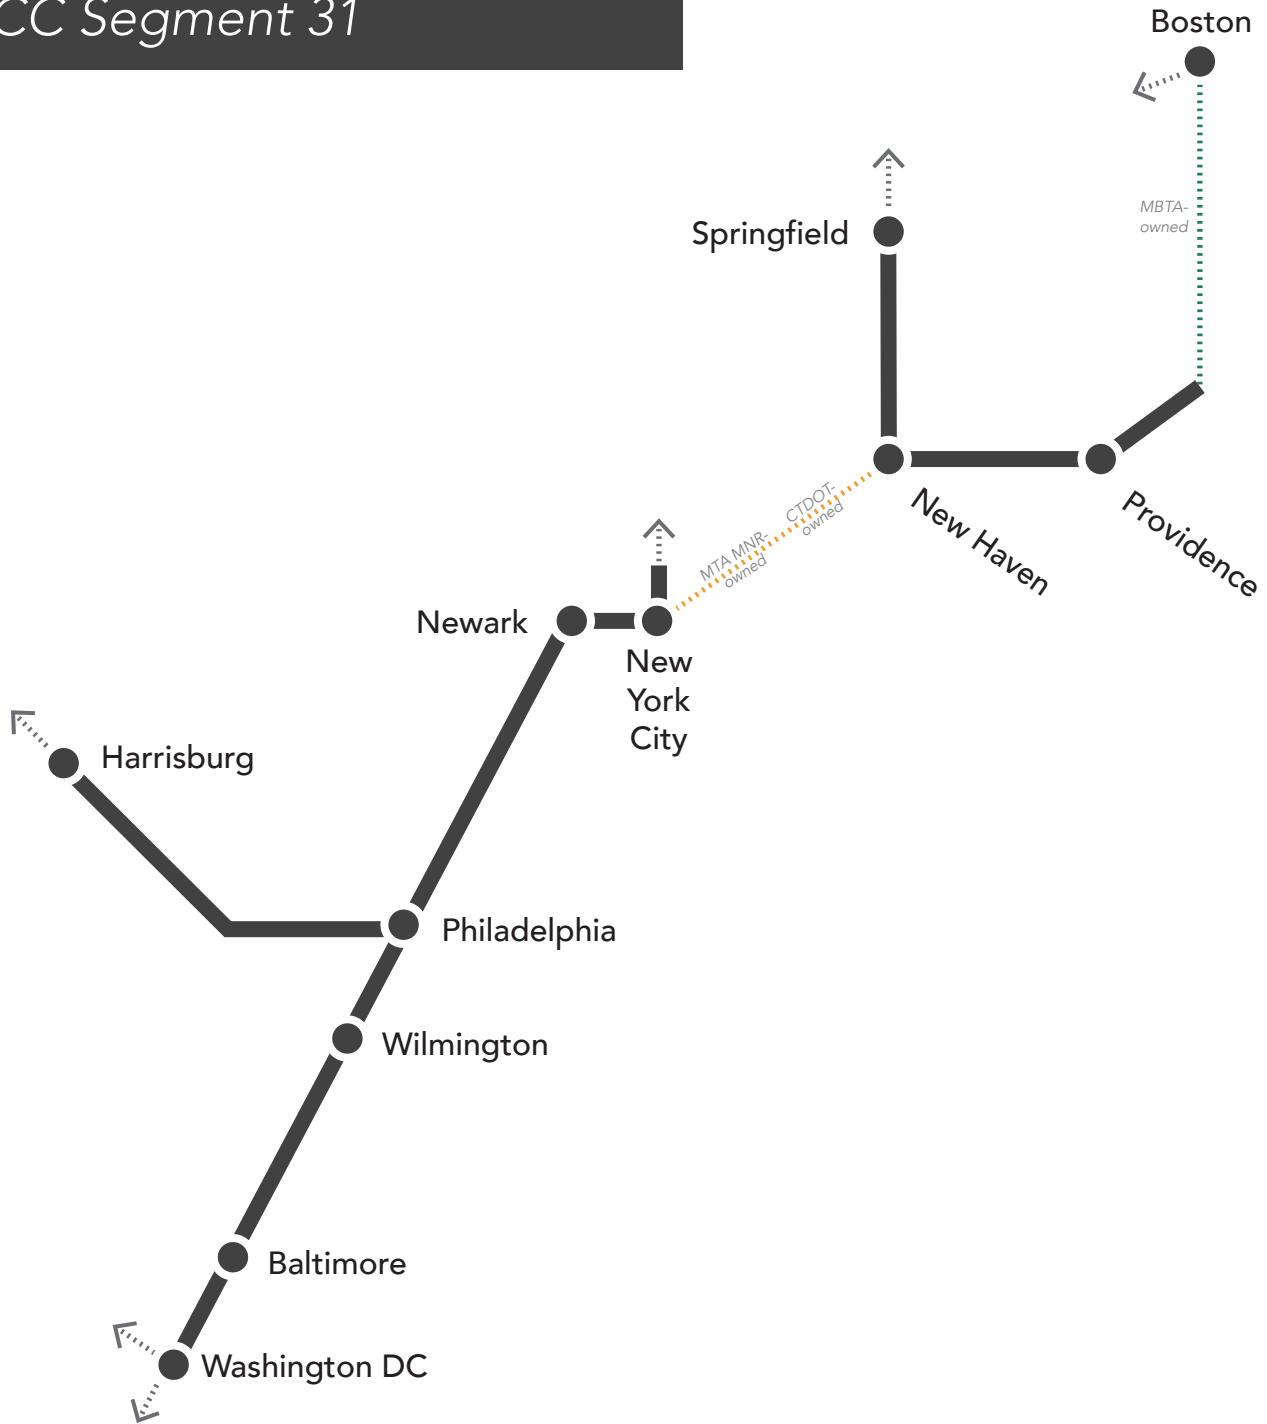 CC Segment 31
Boston
MBTA-
owned
Springfield
CTDOT-
owned
New Haven
Providence
MTA MNR-
owned
Newark
New
York
City
Harrisburg
Philadelphia
Wilmington
Baltimore
Washington DC